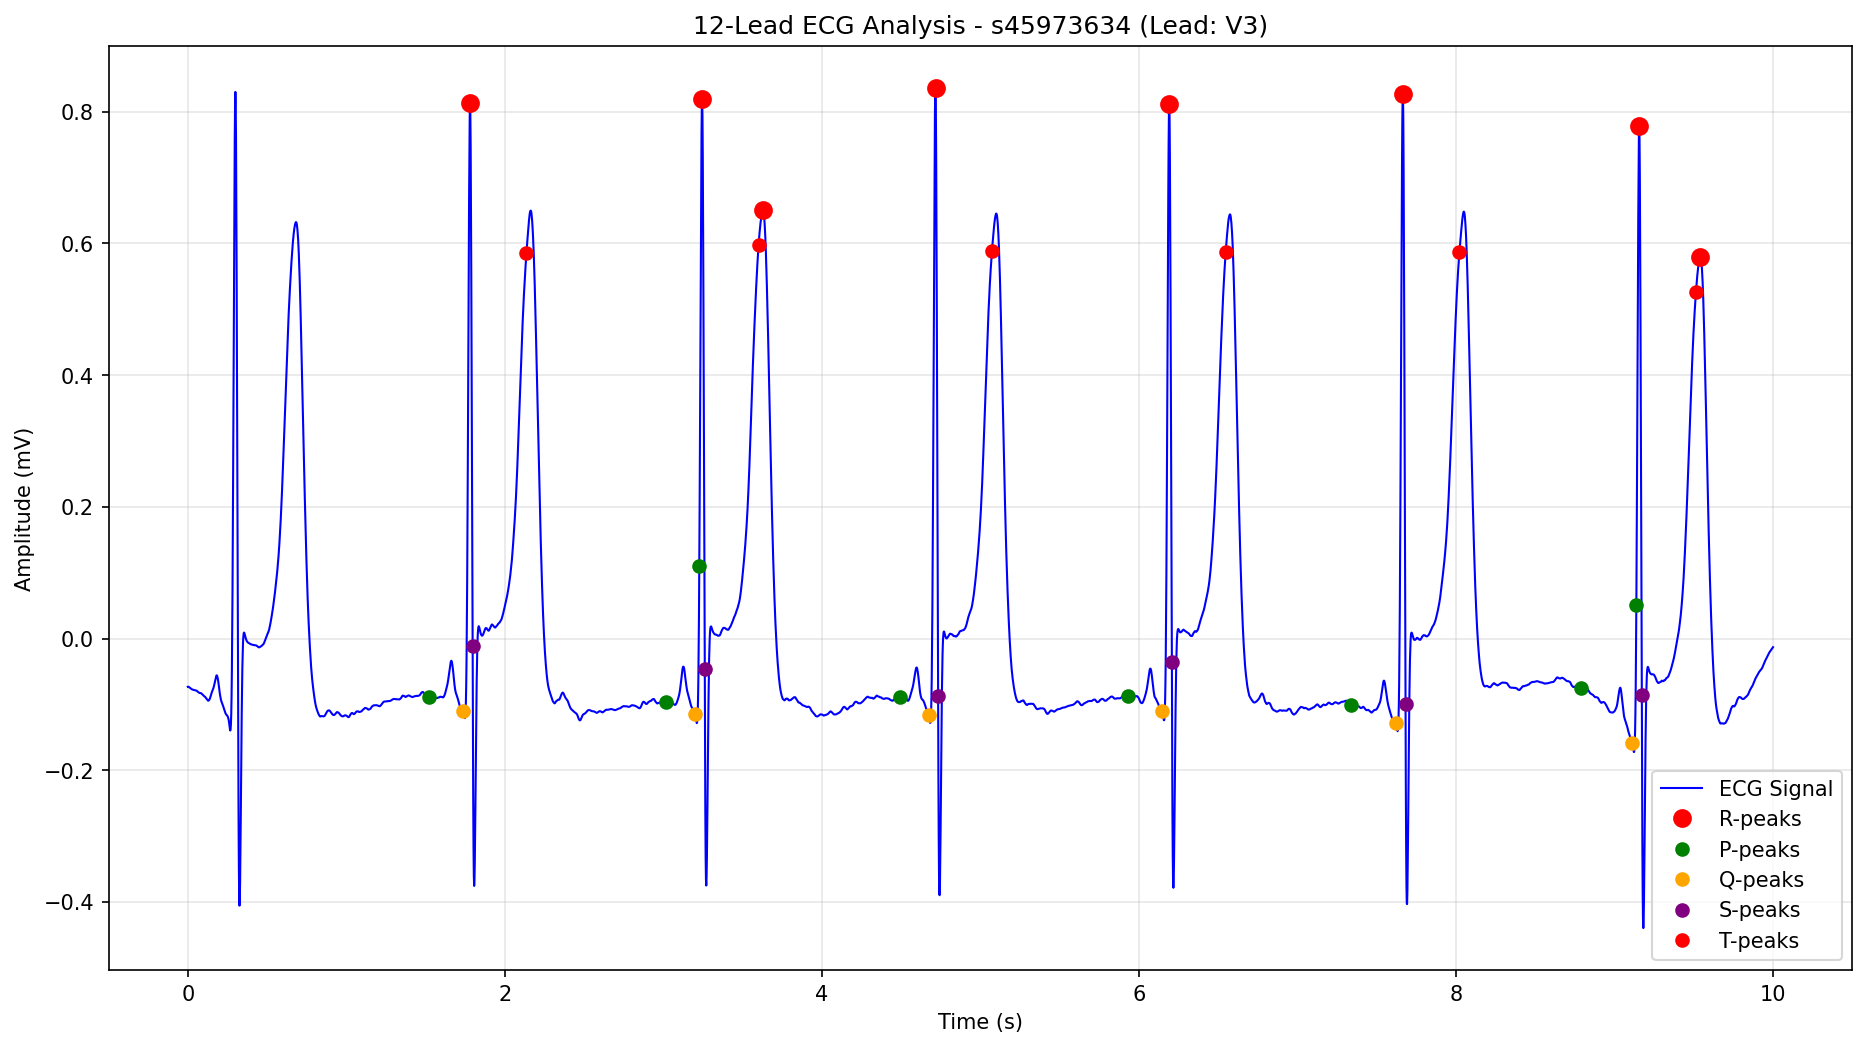 12-Lead ECG Analysis - s45973634 (Lead: V3)
Amplitude (mV)
0.8
0.6
0.4
0.2
0.0
−0.2
−0.4
0 2 4 6 8 10
Time (s)
ECG Signal
R-peaks
P-peaks
Q-peaks
S-peaks
T-peaks